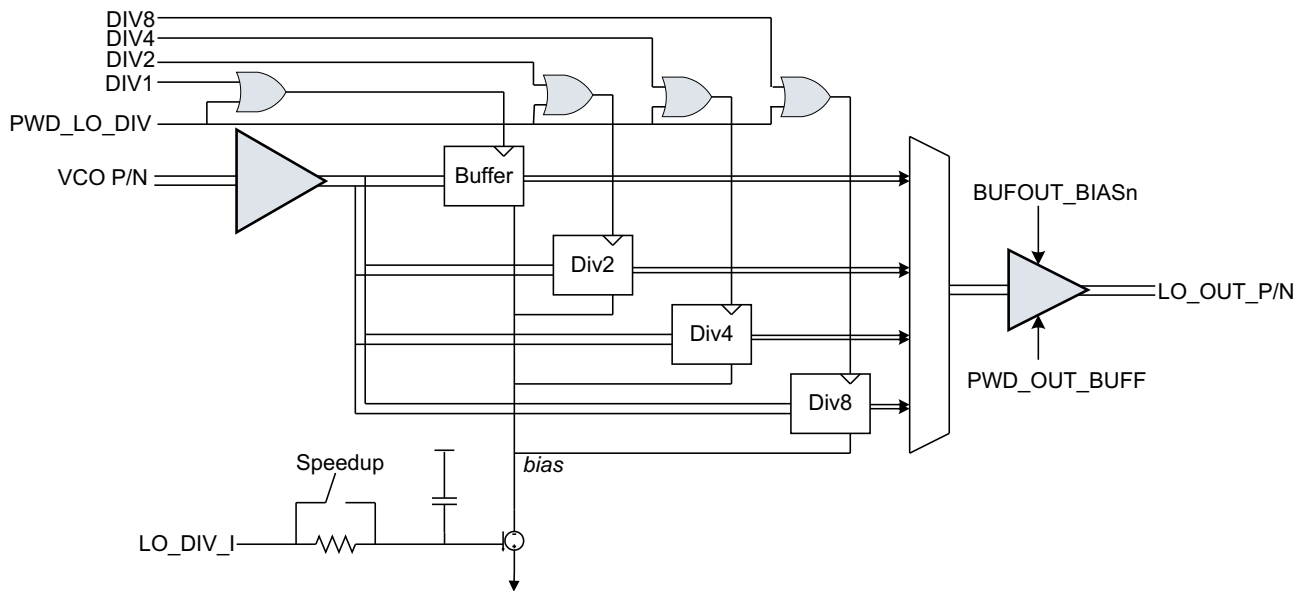 DIV8
DIV4
DIV2
DIV1
PWD_LO_DIV
VCO P/N
Buffer
Div2
Div4
Div8
BUFOUT_BIASn
LO_OUT_P/N
PWD_OUT_BUFF
bias
Speedup
LO_DIV_I